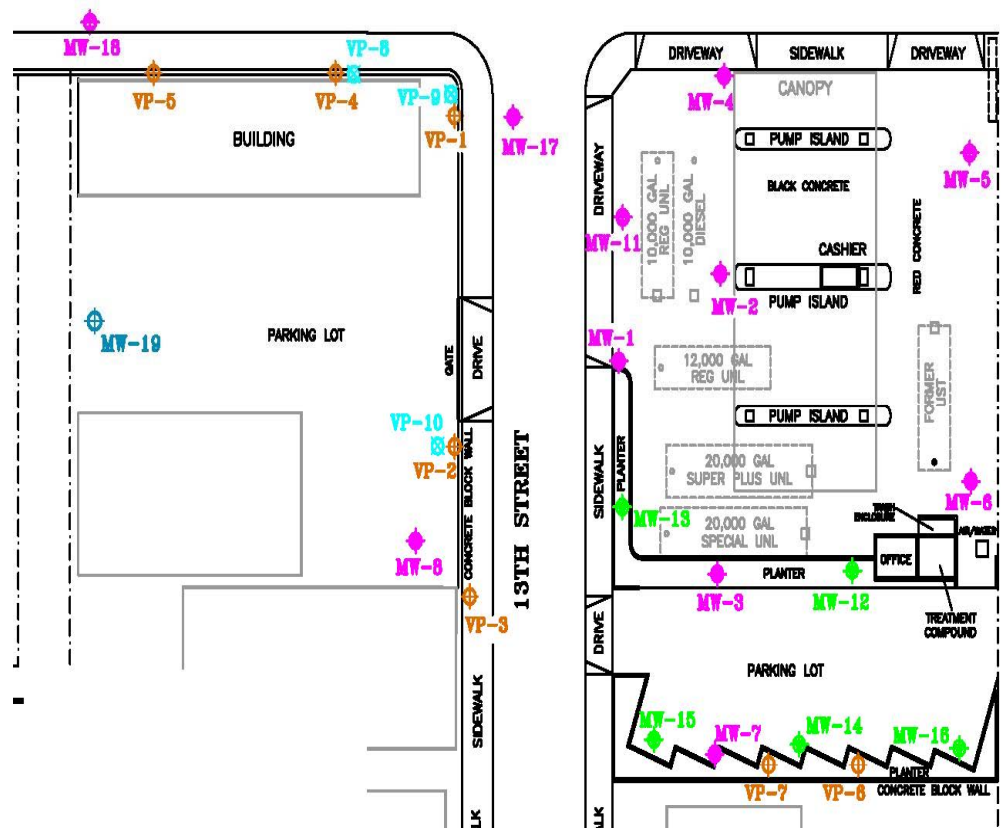 MW-18
VP-8
VP-5
VP-4
VP-9
VP-1
MW-17
BUILDING
MW-19
PARKING LOT
GATE
DRIVE
VP-10
VP-2
CONCRETE BLOCK WALL
MW-8
VP-3
13TH STREET
SIDEWALK
LK
DRIVEWAY
SIDEWALK
DRIVEWAY
MW-4
CANOPY
PUMP ISLAND
MW-5
DRIVEWAY
BLACK CONCRETE
10,000 GAL
REG UNL
10,000 GAL
DIESEL
MW-11
CASHIER
RED CONCRETE
MW-2
PUMP ISLAND
MW-1
12,000 GAL
REG UNL
FORMER
UST
PUMP ISLAND
SIDEWALK
PLANTER
20,000 GAL
SUPER PLUS UNL
MW-6
MW-13
20,000 GAL
SPECIAL UNL
TRASH
ENCLOSURE
AIR/WATER
OFFICE
MW-3
PLANTER
MW-12
TREATMENT
COMPOUND
DRIVE
PARKING LOT
MW-15
MW-7
MW-14
MW-16
VP-7
VP-6
PLANTER
CONCRETE BLOCK WALL
ALK